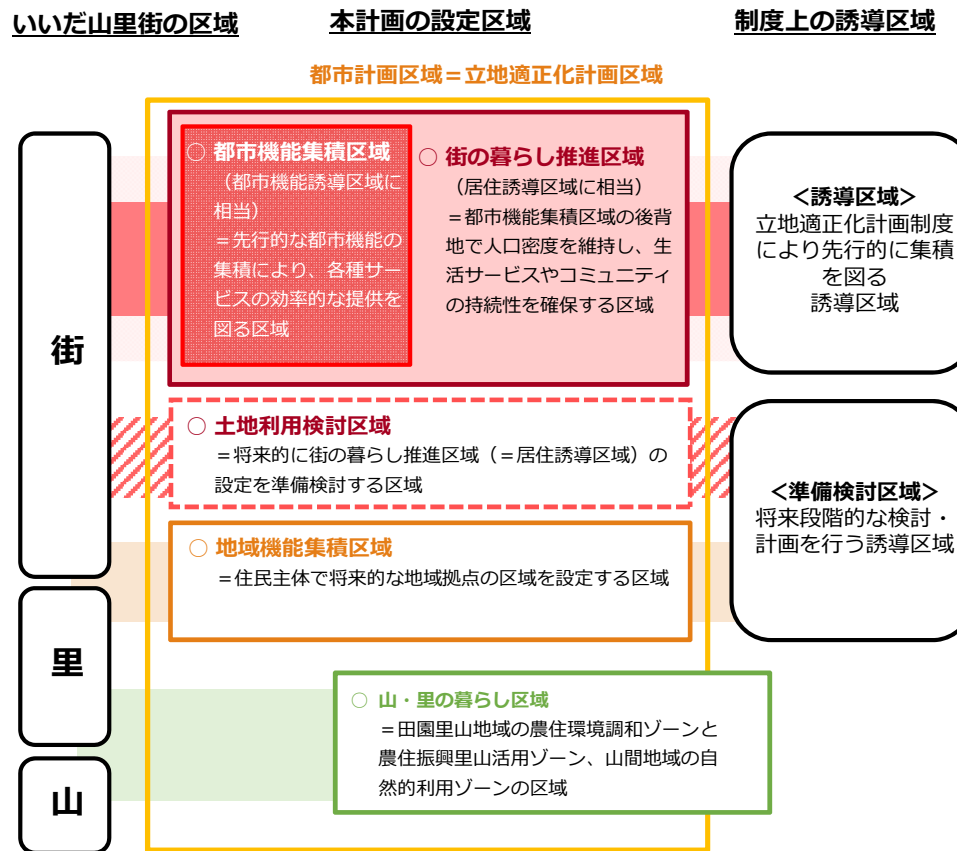 いいだ山里街の区域
本計画の設定区域
制度上の誘導区域
都市計画区域＝立地適正化計画区域
街
里
山
○ 都市機能集積区域
（都市機能誘導区域に
相当）
＝先行的な都市機能の
集積により、各種サー
ビスの効率的な提供を
図る区域
○ 街の暮らし推進区域
（居住誘導区域に相当）
＝都市機能集積区域の後背
地で人口密度を維持し、生
活サービスやコミュニティ
の持続性を確保する区域
○ 土地利用検討区域
＝将来的に街の暮らし推進区域（＝居住誘導区域）の
設定を準備検討する区域
○ 地域機能集積区域
＝住民主体で将来的な地域拠点の区域を設定する区域
○ 山・里の暮らし区域
＝田園里山地域の農住環境調和ゾーンと
農住振興里山活用ゾーン、山間地域の自
然的利用ゾーンの区域
＜誘導区域＞
立地適正化計画制度
により先行的に集積
を図る
誘導区域
＜準備検討区域＞
将来段階的な検討・
計画を行う誘導区域